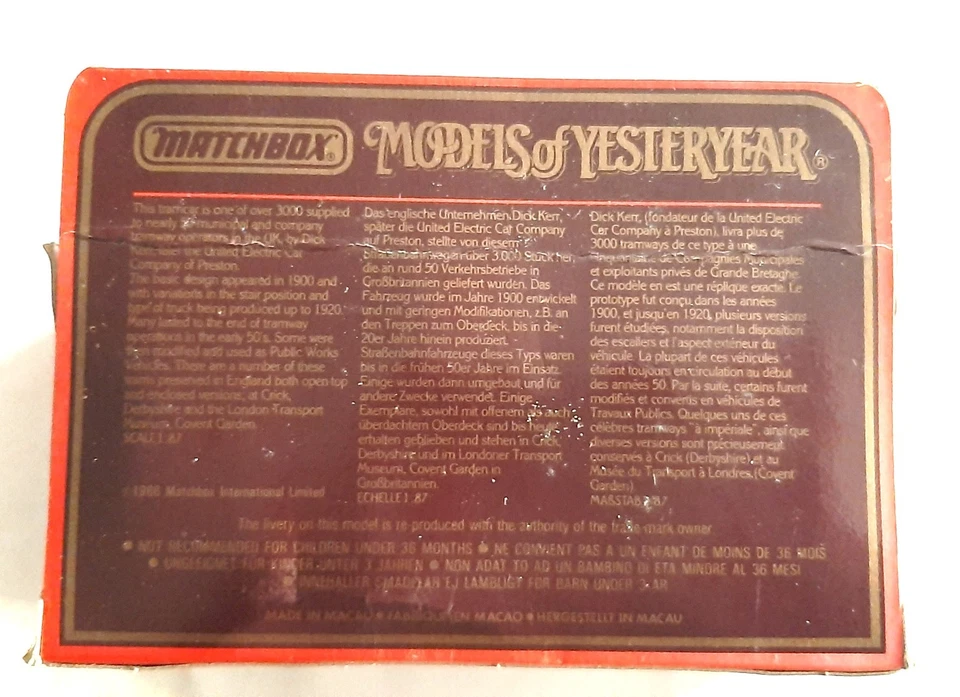 MATCHBOX®
MODELS of YESTERYEAR®
This tramcar is one of over 3000 supplied
to nearly 50 municipal and company
tramway operators in the UK. by Dick
Kerr, later the United Electric Car
Company of Preston.
The basic design appeared in 1900 and
with variations in the stair position and
type of truck being produced up to 1920.
Many lasted to the end of tramway
operations in the early 50's. Some were
then modified and used as Public Works
Vehicles. There are a number of these
trams preserved in England both open top
and enclosed versions, at Crick,
Derbyshire and the London Transport
Museum, Covent Garden.
SCALE 1:87
©1986 Matchbox International Limited
Das englische Unternehmen Dick Kerr,
später die United Electric Car Company
auf Preston, stellte von diesem
Straßenbahnwagen über 3.000 Stück her,
die an rund 50 Verkehrsbetriebe in
Großbritannien geliefert wurden. Das
Fahrzeug wurde im Jahre 1900 entwickelt
und mit geringen Modifikationen, z.B. an
den Treppen zum Oberdeck, bis in die
20er Jahre hinein produziert.
Straßenbahnfahrzeuge dieses Typs waren
bis in die frühen 50er Jahre im Einsatz.
Einige wurden dann umgebaut und für
andere Zwecke verwendet. Einige
Exemplare, sowohl mit offenem als auch
überdachtem Oberdeck sind bis heute
erhalten geblieben und stehen in Crick,
Derbyshire und im Londoner Transport
Museum, Covent Garden in
Großbritannien.
ECHELLE 1:87
Dick Kerr, (fondateur de la United Electric
Cer Company à Preston), livra plus de
3000 tramways de ce type à une
cinquantaine de Compagnies Municipales
et exploitants privés de Grande Bretagne.
Ce modèle en est une réplique exacte. Le
prototype fut conçu dans les années
1900, et jusqu'en 1920, plusieurs versions
furent étudiées, notamment la disposition
des escaliers et l'aspect extérieur du
véhicule. La plupart de ces véhicules
étaient toujours en circulation au début
des années 50. Par la suite, certains furent
modifiés et convertis en véhicules de
Travaux Publics. Quelques uns de ces
célèbres tramways "à impériale", ainsi que
diverses versions sont précieusement
conservés à Crick (Derbyshire) et au
Musée du Transport à Londres (Covent
Garden).
MAßSTAB 1:87
The livery on this model is re-produced with the authority of the trade mark owner
● NOT RECOMMENDED FOR CHILDREN UNDER 36 MONTHS ● NE CONVIENT PAS A UN ENFANT DE MOINS DE 36 MOIS
● UNGEEIGNET FÜR KINDER UNTER 3 JAHREN ● NON ADATTO AD UN BAMBINO DI ETA MINORE AL 36 MESI
● INNEHÅLLER SMÅDELAR EJ LÄMPLIGT FÖR BARN UNDER 3 ÅR
MADE IN MACAU ● FABRIQUE EN MACAO ● HERGESTELLT IN MACAU